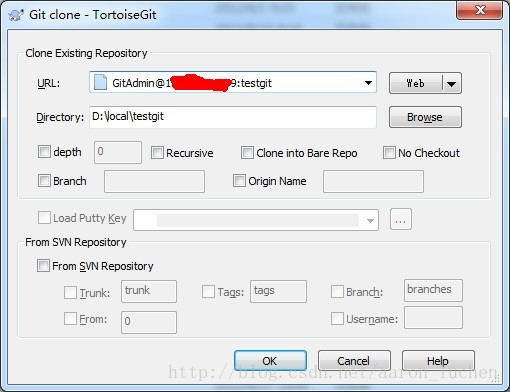 Git clone - TortoiseGit
Clone Existing Repository
URL: GitAdmin@1 9:testgit Web
Directory: D:\local\testgit Browse
depth 0 Recursive Clone into Bare Repo No Checkout
Branch Origin Name
Load Putty Key ...
From SVN Repository
From SVN Repository
Trunk: trunk Tags: tags Branch: branches
From: 0 Username:
http://blog.csdn.net/aaron_luchen
OK Cancel Help